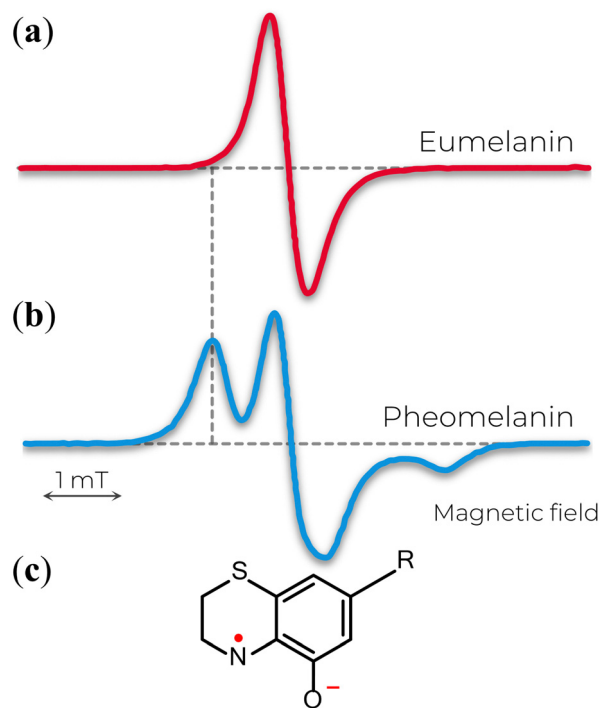 (a)
Eumelanin
(b)
Pheomelanin
1 mT
Magnetic field
(c)
S
R
N
O
–